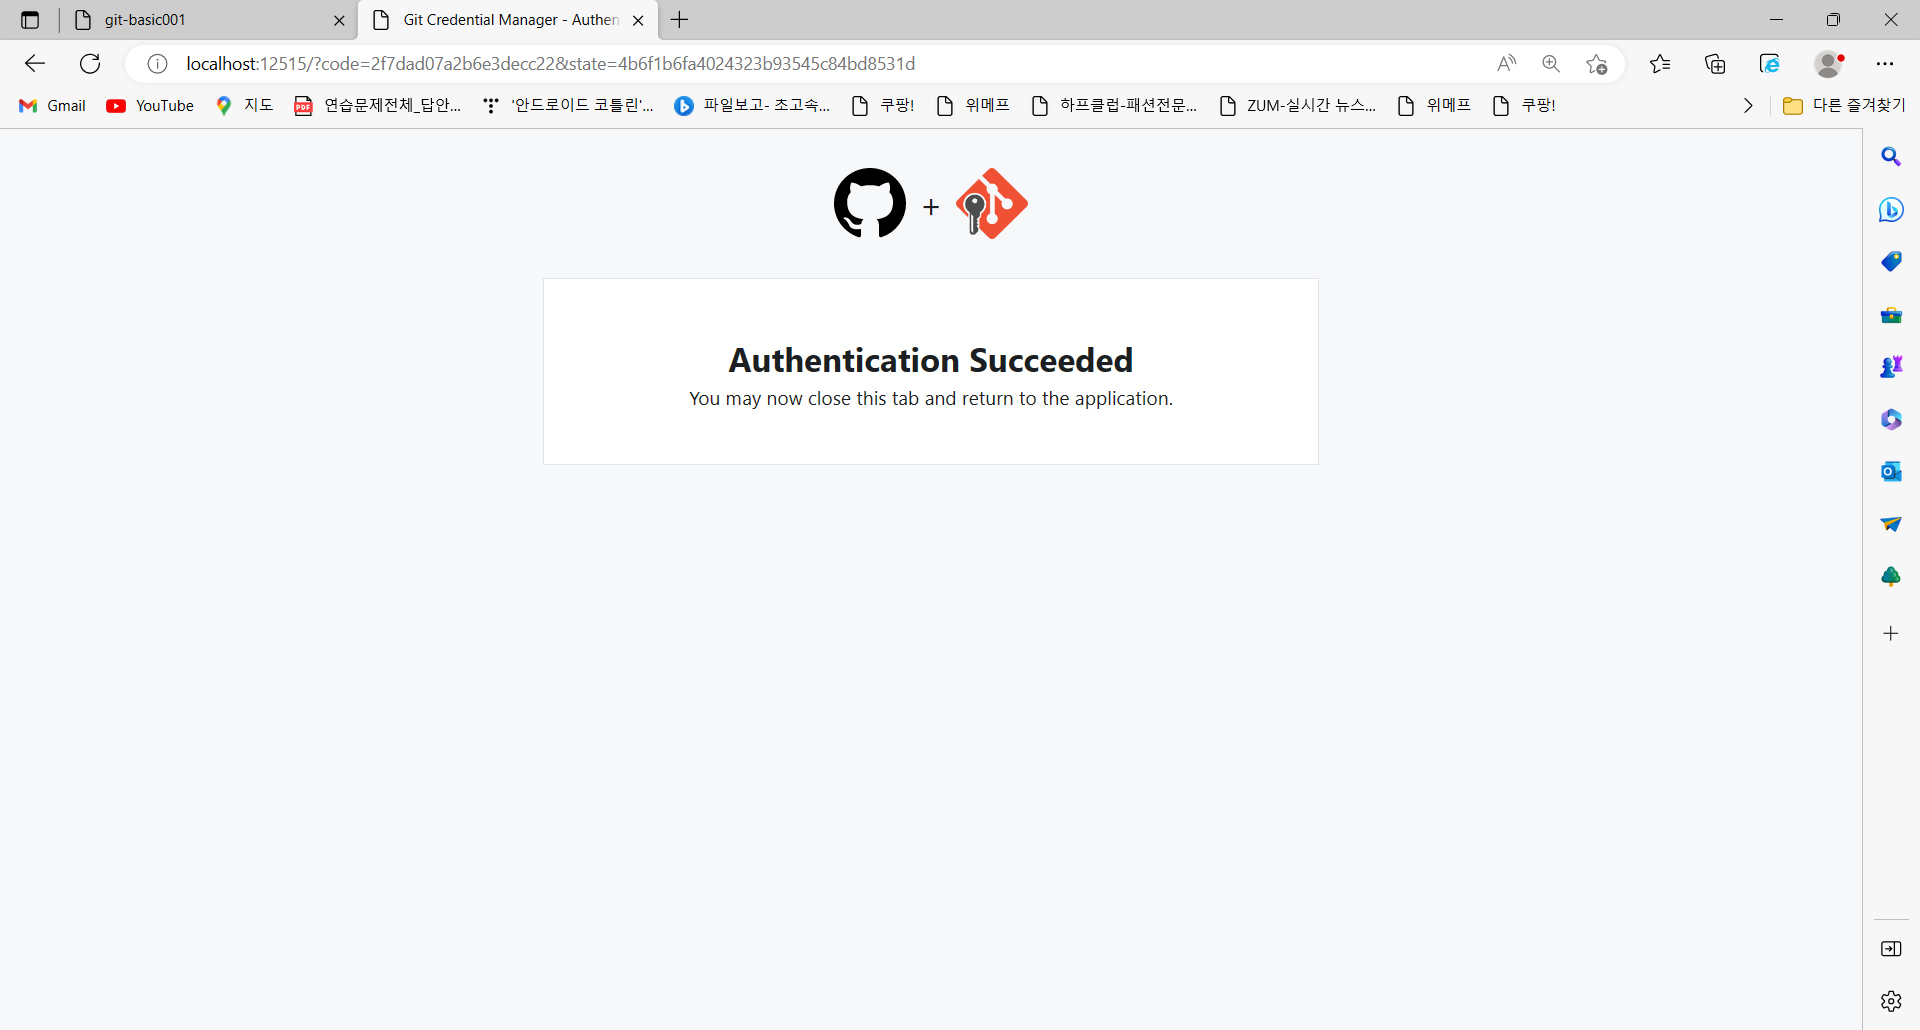 git-basic001
Git Credential Manager - Authen
localhost:12515/?code=2f7dad07a2b6e3decc22&state=4b6f1b6fa4024323b93545c84bd8531d
Gmail YouTube 지도 연습문제전체_답안... '안드로이드 코틀린'... 파일보고- 초고속... 쿠팡! 위메프 하프클럽-패션전문... ZUM-실시간 뉴스... 위메프 쿠팡! 다른 즐겨찾기
+
Authentication Succeeded
You may now close this tab and return to the application.